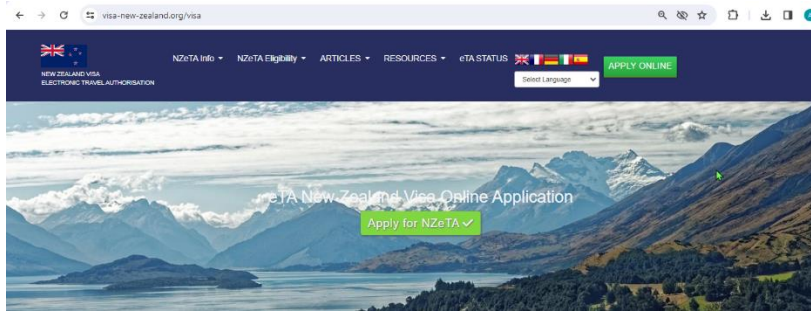 visa-new-zealand.org/visa
NZeTA Info
NZeTA Eligibility
ARTICLES
RESOURCES
eTA STATUS
APPLY ONLINE
NEW ZEALAND VISA
ELECTRONIC TRAVEL AUTHORISATION
Select Language
eTA New Zealand Visa Online Application
Apply for NZeTA ✓